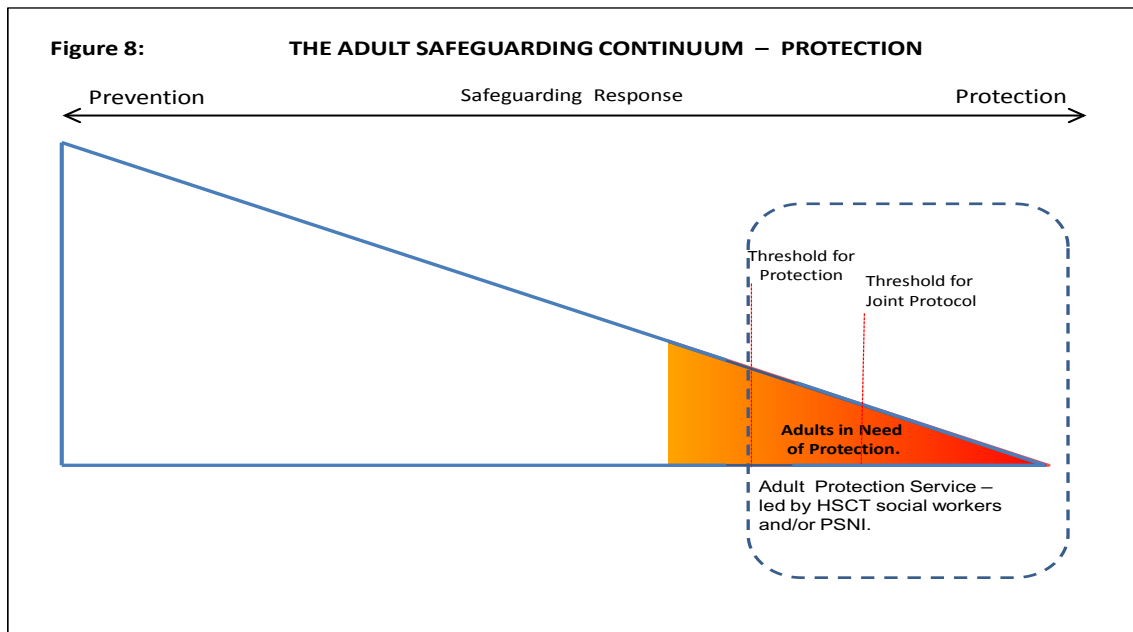 Figure 8: THE ADULT SAFEGUARDING CONTINUUM – PROTECTION
Prevention Safeguarding Response Protection
Threshold for
Protection
Threshold for
Joint Protocol
Adults in Need
of Protection.
Adult Protection Service –
led by HSCT social workers
and/or PSNI.